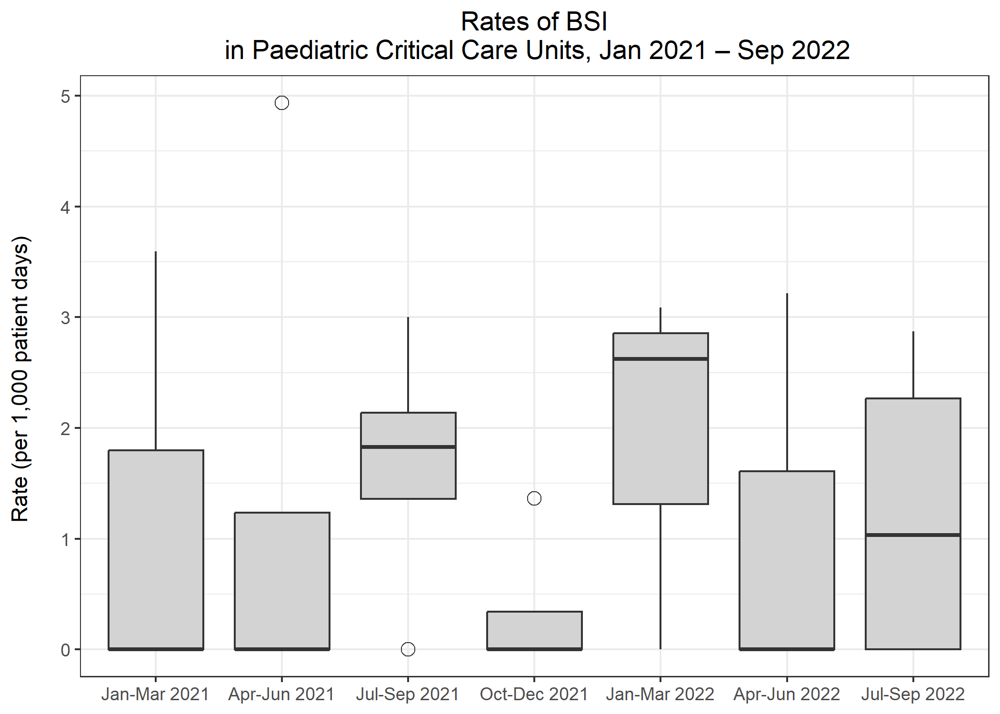 Rates of BSI
in Paediatric Critical Care Units, Jan 2021 – Sep 2022
Rate (per 1,000 patient days)
5
4
3
2
1
0
Jan-Mar 2021 Apr-Jun 2021 Jul-Sep 2021 Oct-Dec 2021 Jan-Mar 2022 Apr-Jun 2022 Jul-Sep 2022